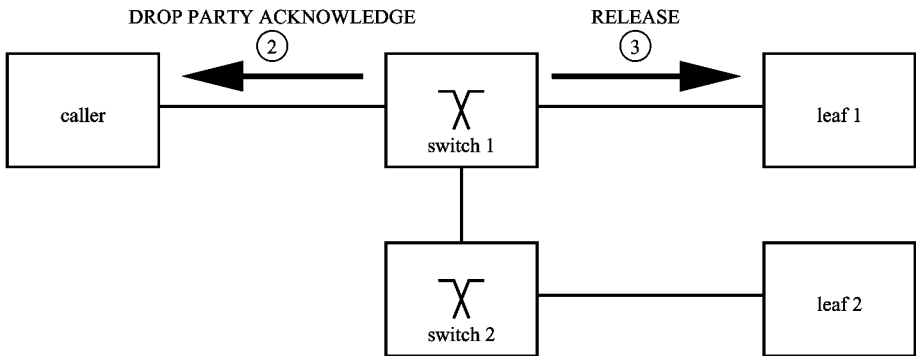 DROP PARTY ACKNOWLEDGE
RELEASE
2
3
caller
switch 1
leaf 1
switch 2
leaf 2